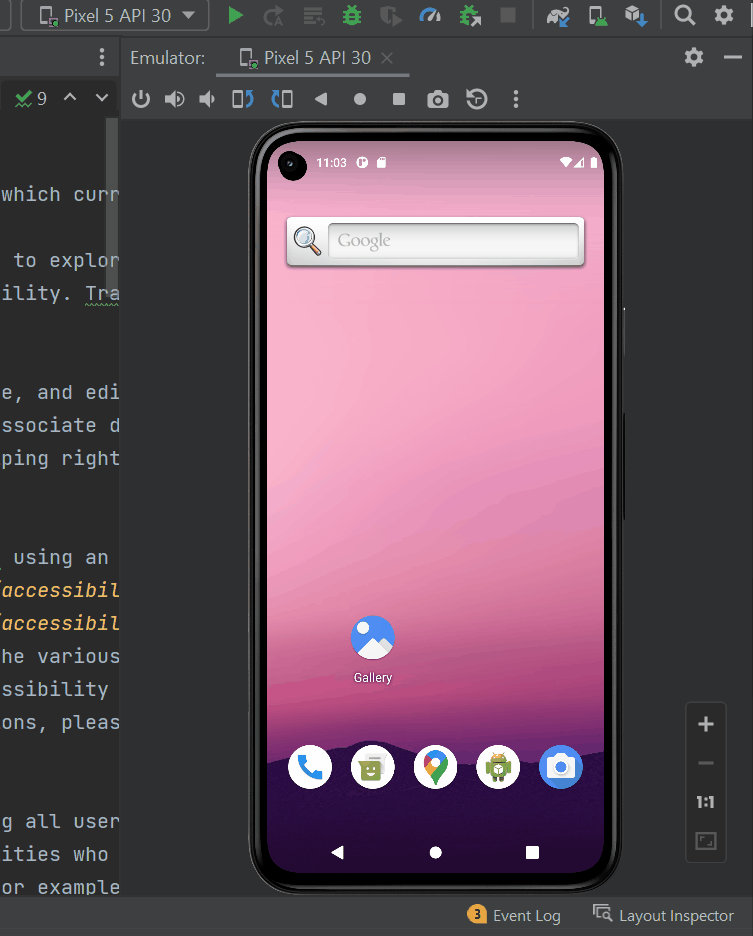 Pixel 5 API 30
Emulator:
Pixel 5 API 30
9
11:03
which curr
Google
to explor
ility. Tra
e, and edi
ssociate d
ping right
using an
accessibil
accessibil
he various
ssibility
ons, pleas
Gallery
1:1
g all user
ities who
or example
3 Event Log
Layout Inspector